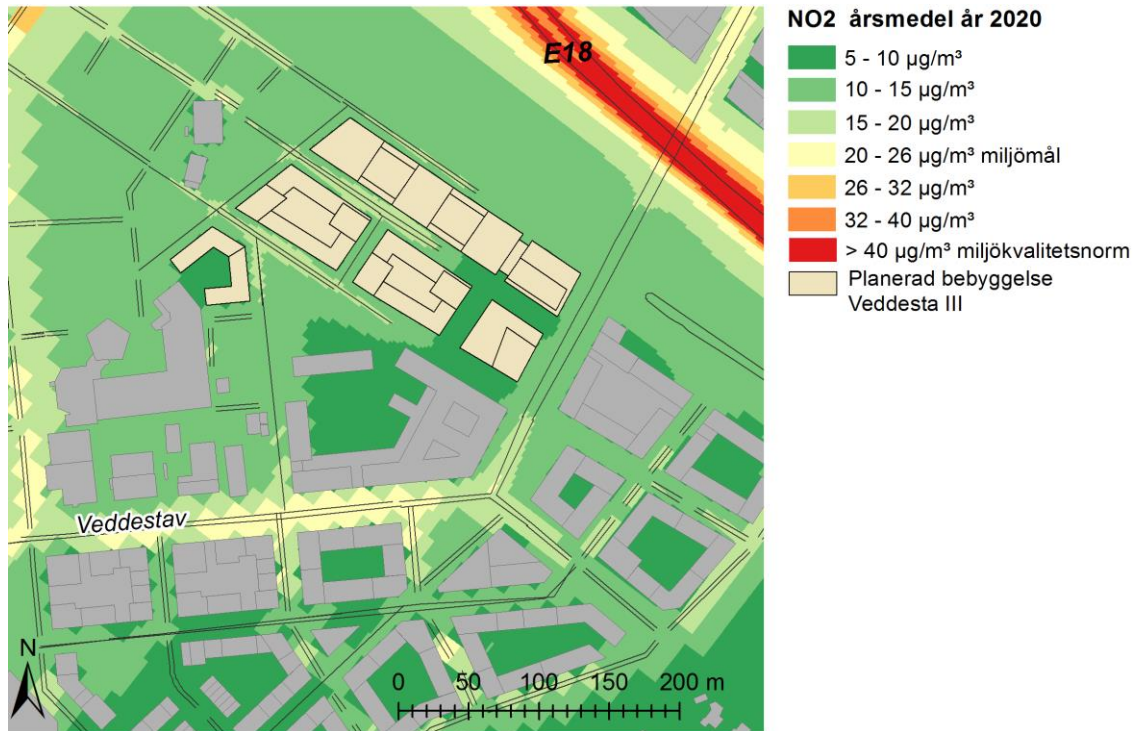 E18
Veddestav
N
0 50 100 150 200 m
NO2 årsmedel år 2020
5 - 10 µg/m³
10 - 15 µg/m³
15 - 20 µg/m³
20 - 26 µg/m³ miljömål
26 - 32 µg/m³
32 - 40 µg/m³
> 40 µg/m³ miljökvalitetsnorm
Planerad bebyggelse
Veddesta III